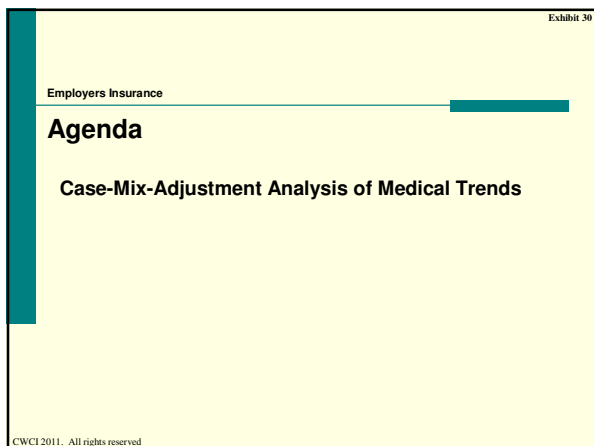 Exhibit 30
Employers Insurance
Agenda
Case-Mix-Adjustment Analysis of Medical Trends
CWCI 2011. All rights reserved